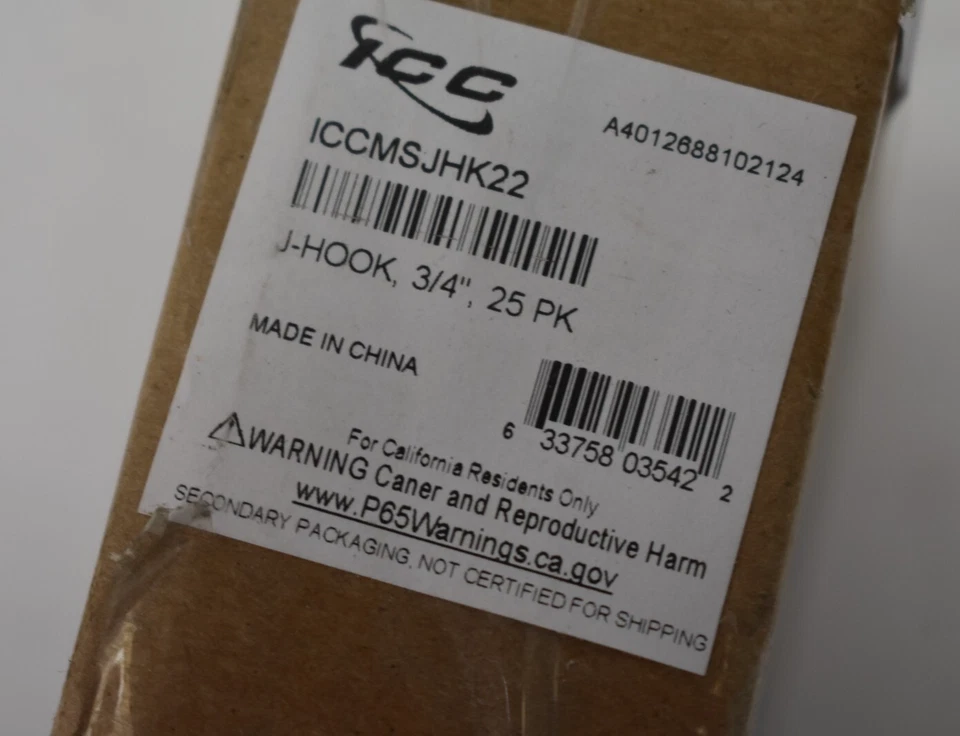 ICC
A4012688102124
ICCMSJHK22
J-HOOK, 3/4", 25 PK
MADE IN CHINA
6 33758 03542 2
For California Residents Only
⚠WARNING Caner and Reproductive Harm
www.P65Warnings.ca.gov
SECONDARY PACKAGING, NOT CERTIFIED FOR SHIPPING